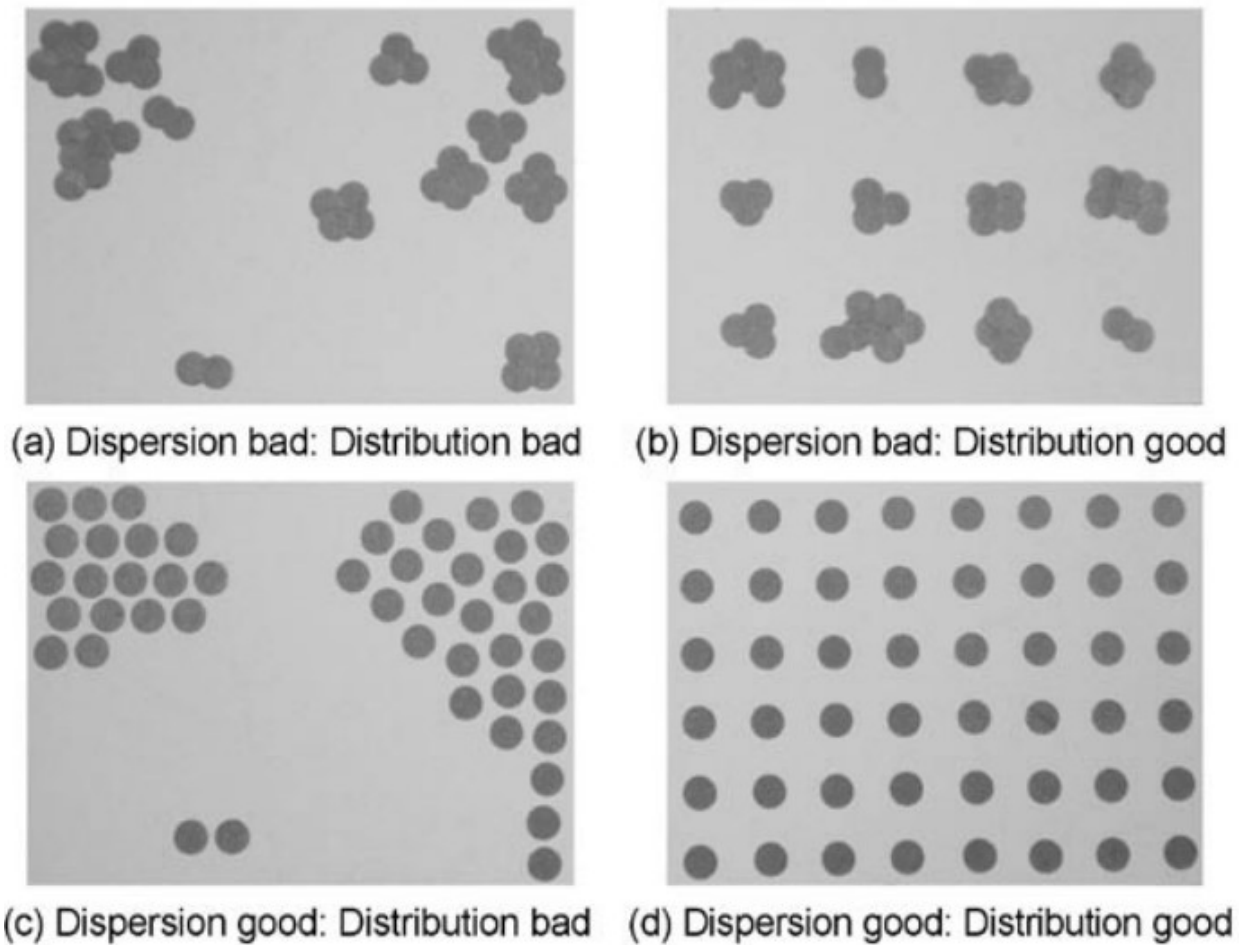 (a) Dispersion bad: Distribution bad
(b) Dispersion bad: Distribution good
(c) Dispersion good: Distribution bad
(d) Dispersion good: Distribution good